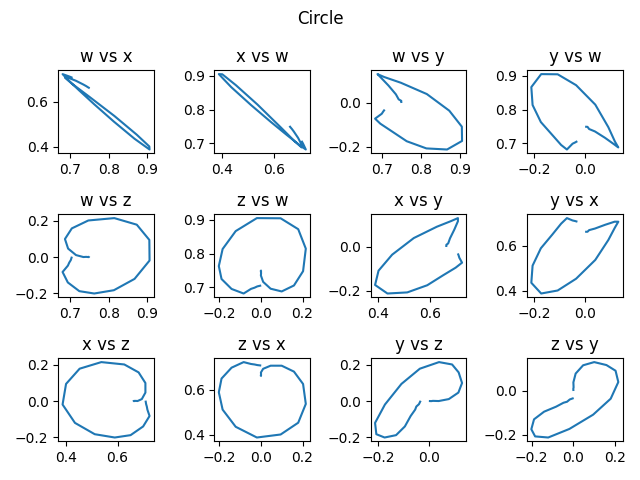 Circle
w vs x x vs w w vs y y vs w
0.6 0.4 0.7 0.8 0.9
0.9 0.8 0.7 0.4 0.6
0.0 −0.2 0.7 0.8 0.9
0.9 0.8 0.7 −0.2 0.0
w vs z z vs w x vs y y vs x
0.2 0.0 −0.2 0.7 0.8 0.9
0.9 0.8 0.7 −0.2 0.0 0.2
0.0 −0.2 0.4 0.6
0.6 0.4 −0.2 0.0
x vs z z vs x y vs z z vs y
0.2 0.0 −0.2 0.4 0.6
0.6 0.4 −0.2 0.0 0.2
0.2 0.0 −0.2 −0.2 0.0
0.0 −0.2 −0.2 0.0 0.2